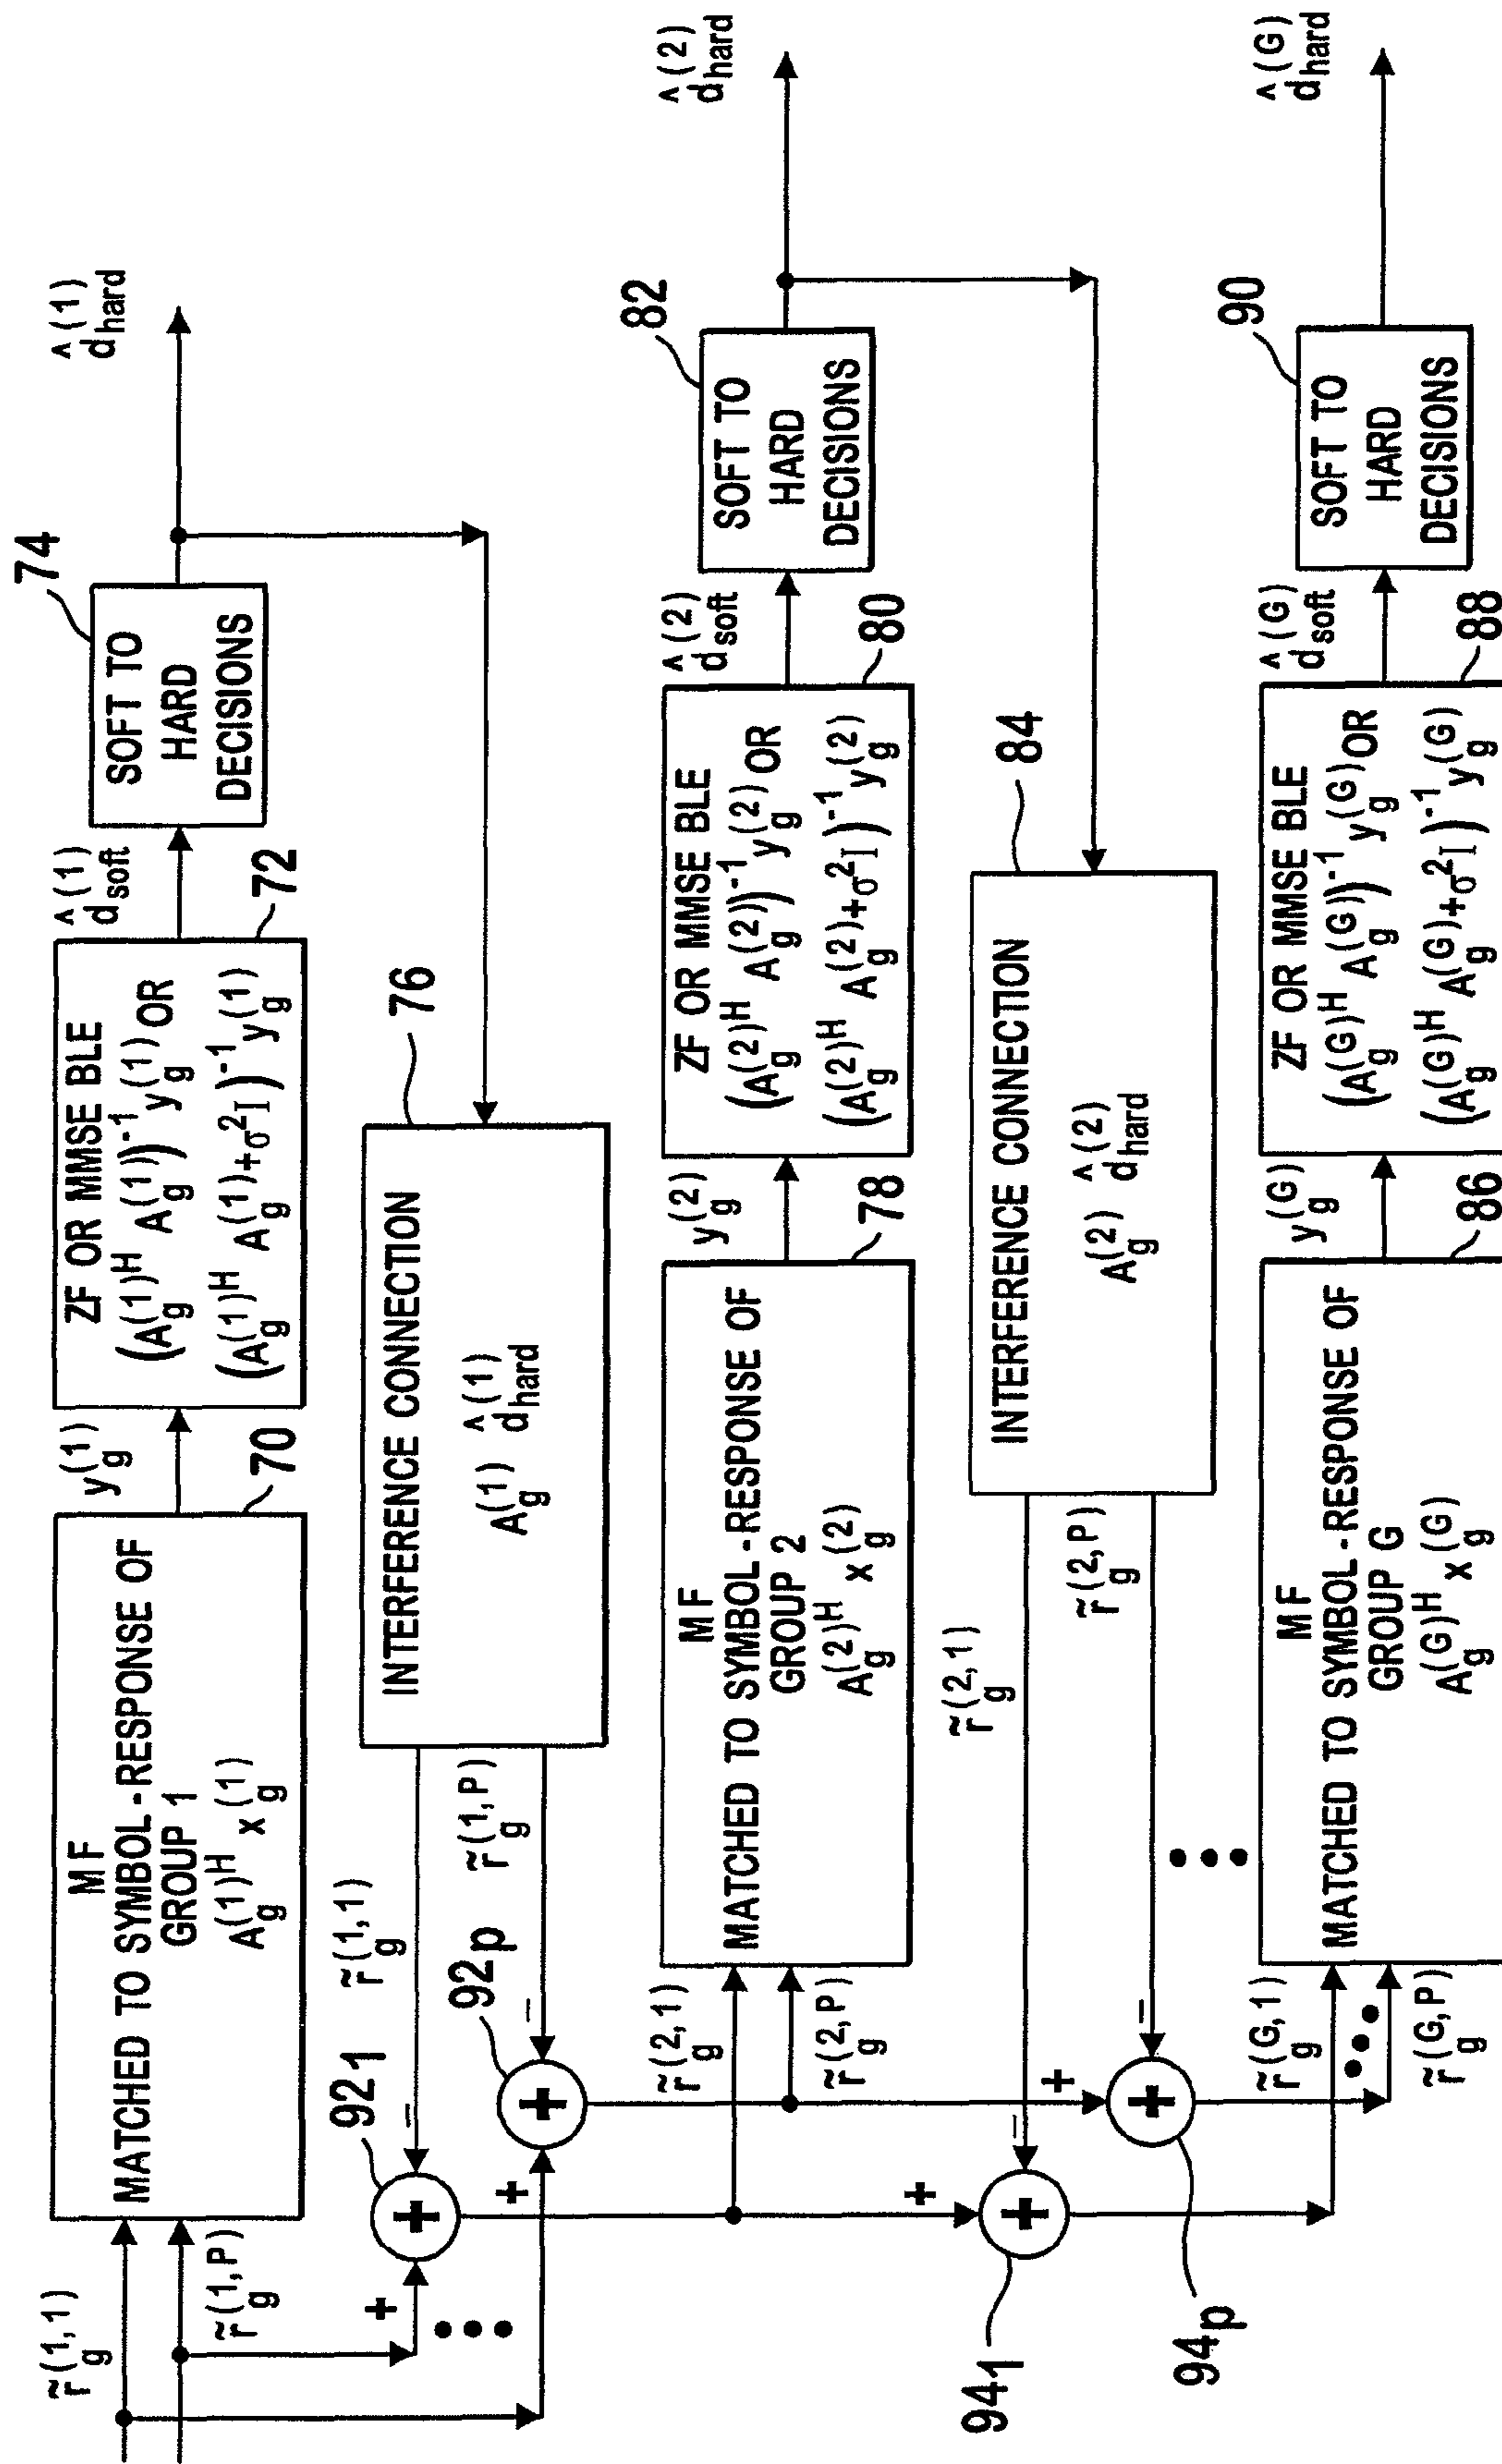 r̃_g^(1,1)
r̃_g^(1,P)
MF
MATCHED TO SYMBOL-RESPONSE OF
GROUP 1
A_g^(1)H x_g^(1)
70
y_g^(1)
ZF OR MMSE BLE
(A_g^(1)H A_g^(1))^-1 y_g^(1) OR
(A_g^(1)H A_g^(1)+σ^2 I)^-1 y_g^(1)
72
d̂_soft^(1)
SOFT TO
HARD
DECISIONS
74
d̂_hard^(1)
INTERFERENCE CONNECTION
A_g^(1) d̂_hard^(1)
76
r̃_g^(1,1)
r̃_g^(1,P)
92_1
92_p
+
+
−
−
+
+
r̃_g^(2,1)
r̃_g^(2,P)
MF
MATCHED TO SYMBOL-RESPONSE OF
GROUP 2
A_g^(2)H x_g^(2)
78
y_g^(2)
ZF OR MMSE BLE
(A_g^(2)H A_g^(2))^-1 y_g^(2) OR
(A_g^(2)H A_g^(2)+σ^2 I)^-1 y_g^(2)
80
d̂_soft^(2)
SOFT TO
HARD
DECISIONS
82
d̂_hard^(2)
INTERFERENCE CONNECTION
A_g^(2) d̂_hard^(2)
84
r̃_g^(2,1)
r̃_g^(2,P)
94_1
94_p
+
+
−
−
+
+
r̃_g^(G,1)
r̃_g^(G,P)
MF
MATCHED TO SYMBOL-RESPONSE OF
GROUP G
A_g^(G)H x_g^(G)
86
y_g^(G)
ZF OR MMSE BLE
(A_g^(G)H A_g^(G))^-1 y_g^(G) OR
(A_g^(G)H A_g^(G)+σ^2 I)^-1 y_g^(G)
88
d̂_soft^(G)
SOFT TO
HARD
DECISIONS
90
d̂_hard^(G)